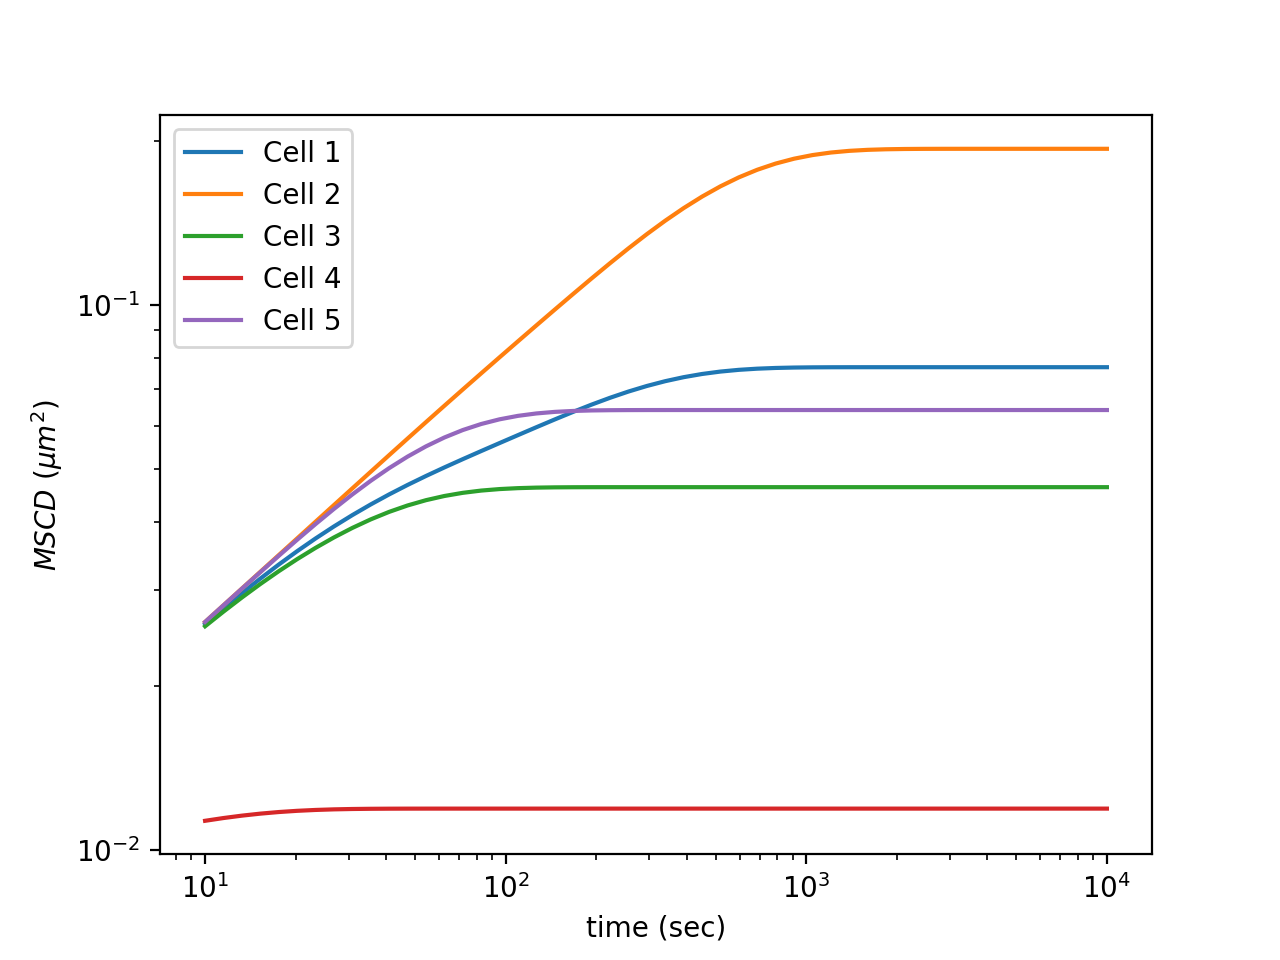 Cell 1
Cell 2
Cell 3
Cell 4
Cell 5
10⁻¹
10⁻²
MSCD (μm²)
10¹ 10² 10³ 10⁴
time (sec)